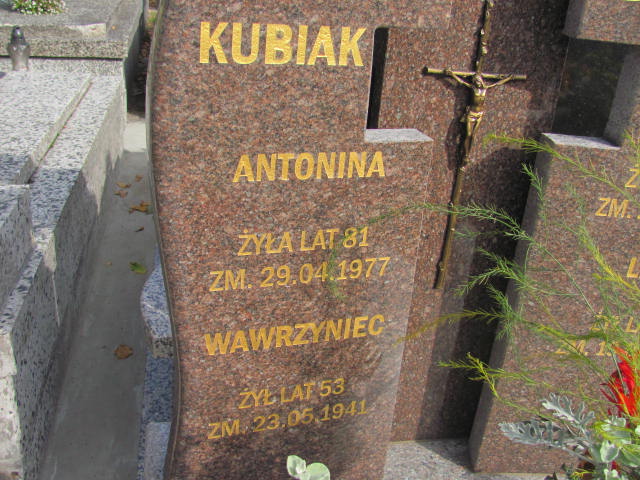 KUBIAK
ANTONINA
ŻYŁA LAT 81
ZM. 29.04.1977
WAWRZYNIEC
ŻYŁ LAT 53
ZM. 23.05.1941